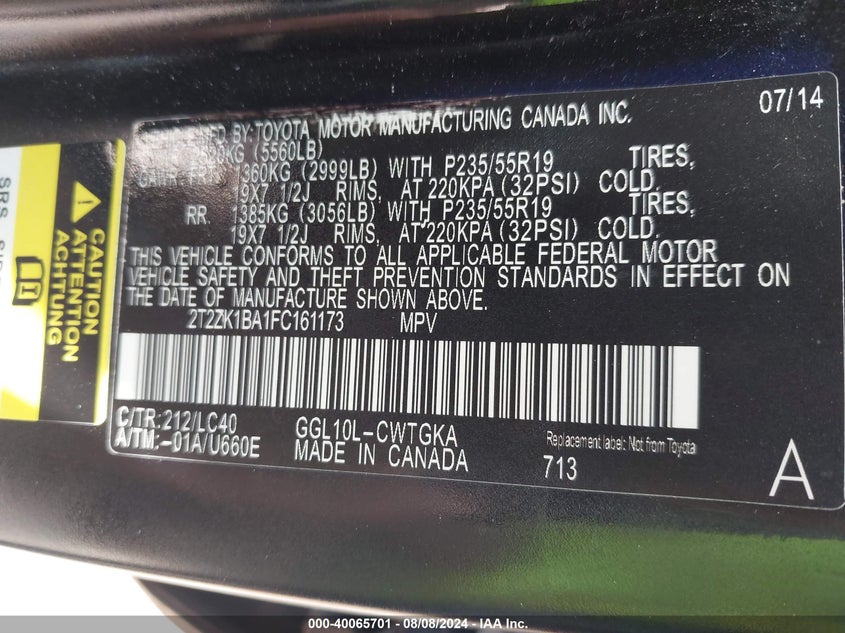 07/14
BY: TOYOTA MOTOR MANUFACTURING CANADA INC.
(5560LB)
1360KG (2999LB) WITH P235/55R19 TIRES,
19X7 1/2J RIMS, AT 220KPA (32PSI) COLD.
RR. 1385KG (3056LB) WITH P235/55R19 TIRES,
19X7 1/2J RIMS, AT 220KPA (32PSI) COLD.
THIS VEHICLE CONFORMS TO ALL APPLICABLE FEDERAL MOTOR
VEHICLE SAFETY AND THEFT PREVENTION STANDARDS IN EFFECT ON
THE DATE OF MANUFACTURE SHOWN ABOVE.
2T2ZK1BA1FC161173 MPV
C/TR: 212/LC40 GGL10L-CWTGKA
A/TM: -01A/U660E MADE IN CANADA
Replacement label: Not from Toyota
713
A
CAUTION
ATTENTION
ACHTUNG
SRS
000-40065701 - 08/08/2024 - IAA Inc.